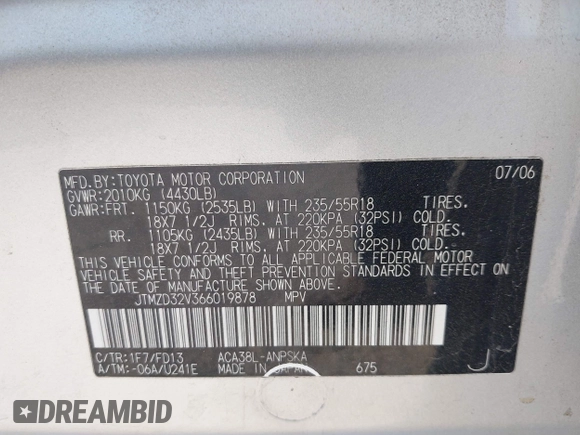 MFD.BY:TOYOTA MOTOR CORPORATION 07/06
GVWR:2010KG (4430LB)
GAWR:FRT. 1150KG (2535LB) WITH 235/55R18 TIRES.
18X7 1/2J RIMS. AT 220KPA (32PSI) COLD.
RR. 1105KG (2435LB) WITH 235/55R18 TIRES.
18X7 1/2J RIMS. AT 220KPA (32PSI) COLD.
THIS VEHICLE CONFORMS TO ALL APPLICABLE FEDERAL MOTOR
VEHICLE SAFETY STANDARDS IN EFFECT ON
THE DATE OF MANUFACTURE SHOWN ABOVE.
JTMZD32V366019878 MPV
C/TR:1F7/FD13 ACA38L-ANPSKA
A/TM:-06A/U241E MADE IN JAPAN 675 J
DREAMBID